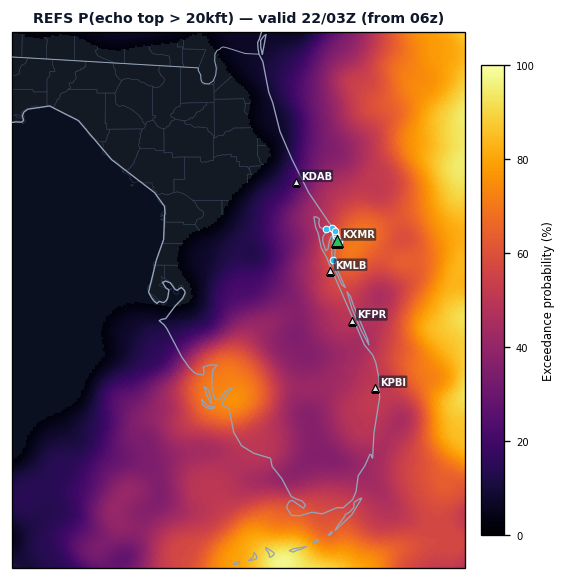 REFS P(echo top > 20kft) — valid 22/03Z (from 06z)
KDAB
KXMR
KMLB
KFPR
KPBI
100
80
60
40
20
0
Exceedance probability (%)